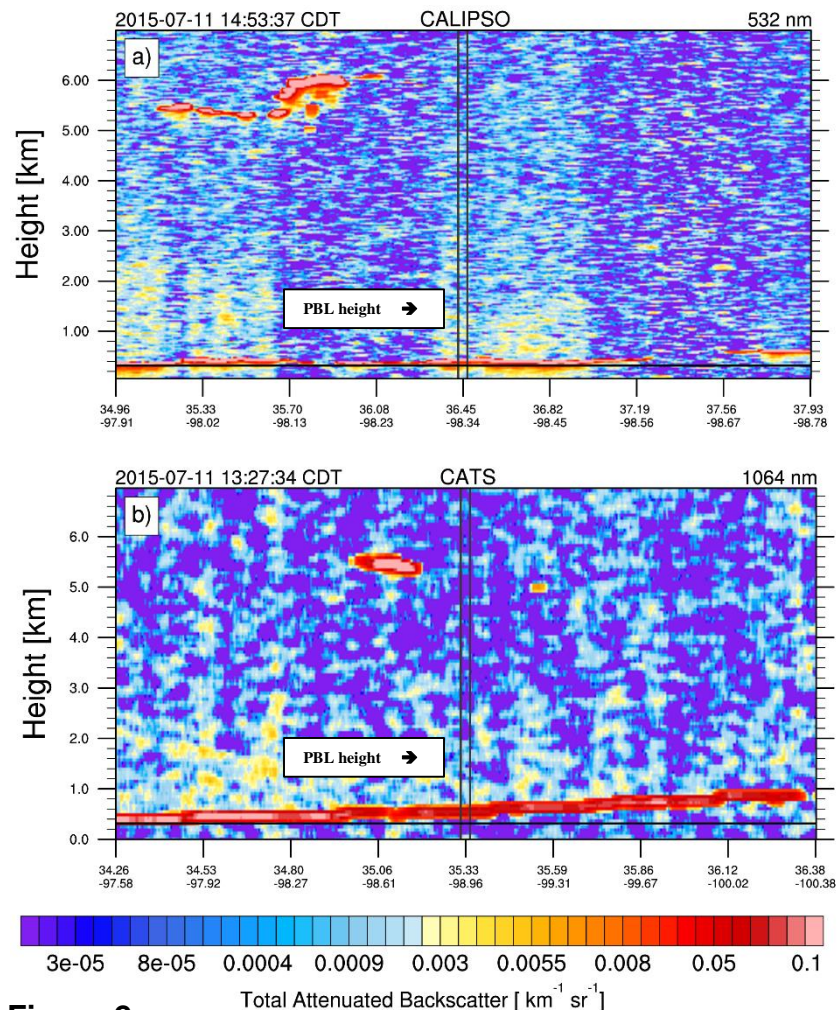 2015-07-11 14:53:37 CDT CALIPSO 532 nm
a)
6.00
5.00
4.00
3.00
2.00
1.00
Height [km]
PBL height ➔
34.96 35.33 35.70 36.08 36.45 36.82 37.19 37.56 37.93
-97.91 -98.02 -98.13 -98.23 -98.34 -98.45 -98.56 -98.67 -98.78
2015-07-11 13:27:34 CDT CATS 1064 nm
b)
6.0
5.0
4.0
3.0
2.0
1.0
0.0
Height [km]
PBL height ➔
34.26 34.53 34.80 35.06 35.33 35.59 35.86 36.12 36.38
-97.58 -97.92 -98.27 -98.61 -98.96 -99.31 -99.67 -100.02 -100.38
3e-05 8e-05 0.0004 0.0009 0.003 0.0055 0.008 0.05 0.1
Total Attenuated Backscatter [ km⁻¹ sr⁻¹]